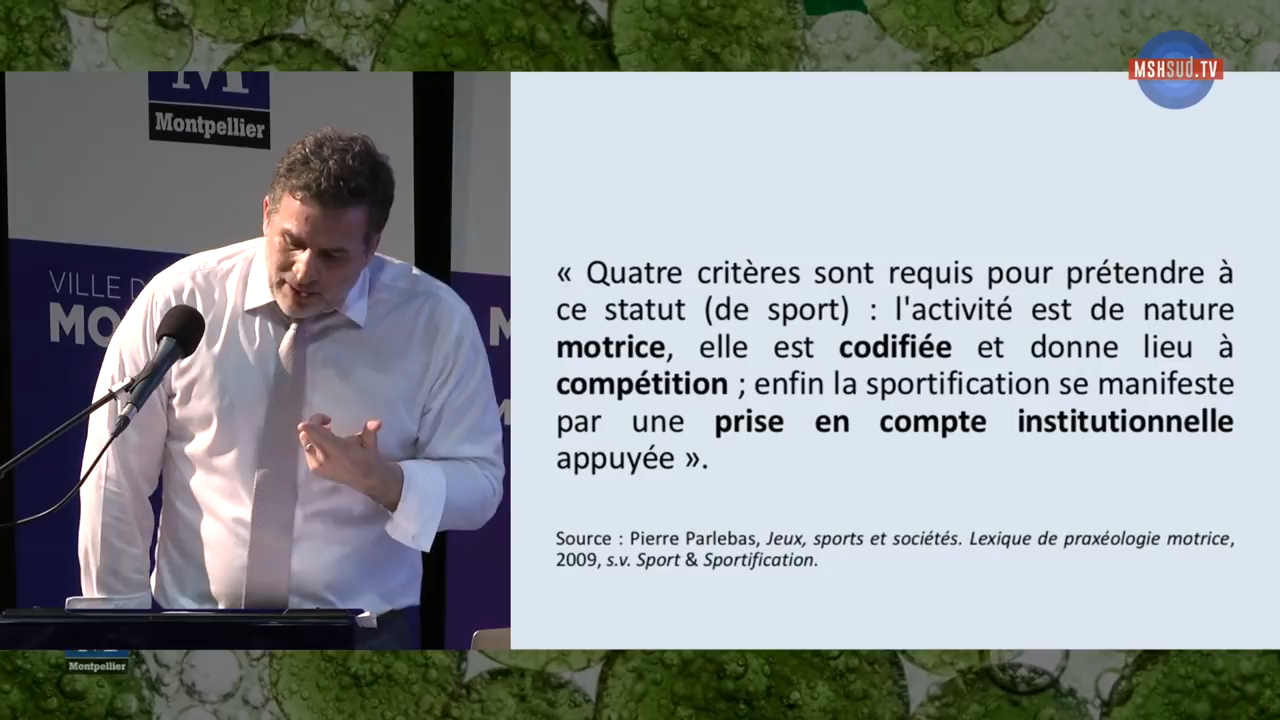 MSHSUD.TV
M
Montpellier
VILLE D
MO
« Quatre critères sont requis pour prétendre à
ce statut (de sport) : l'activité est de nature
motrice, elle est codifiée et donne lieu à
compétition ; enfin la sportification se manifeste
par une prise en compte institutionnelle
appuyée ».
Source : Pierre Parlebas, Jeux, sports et sociétés. Lexique de praxéologie motrice,
2009, s.v. Sport & Sportification.
Montpellier